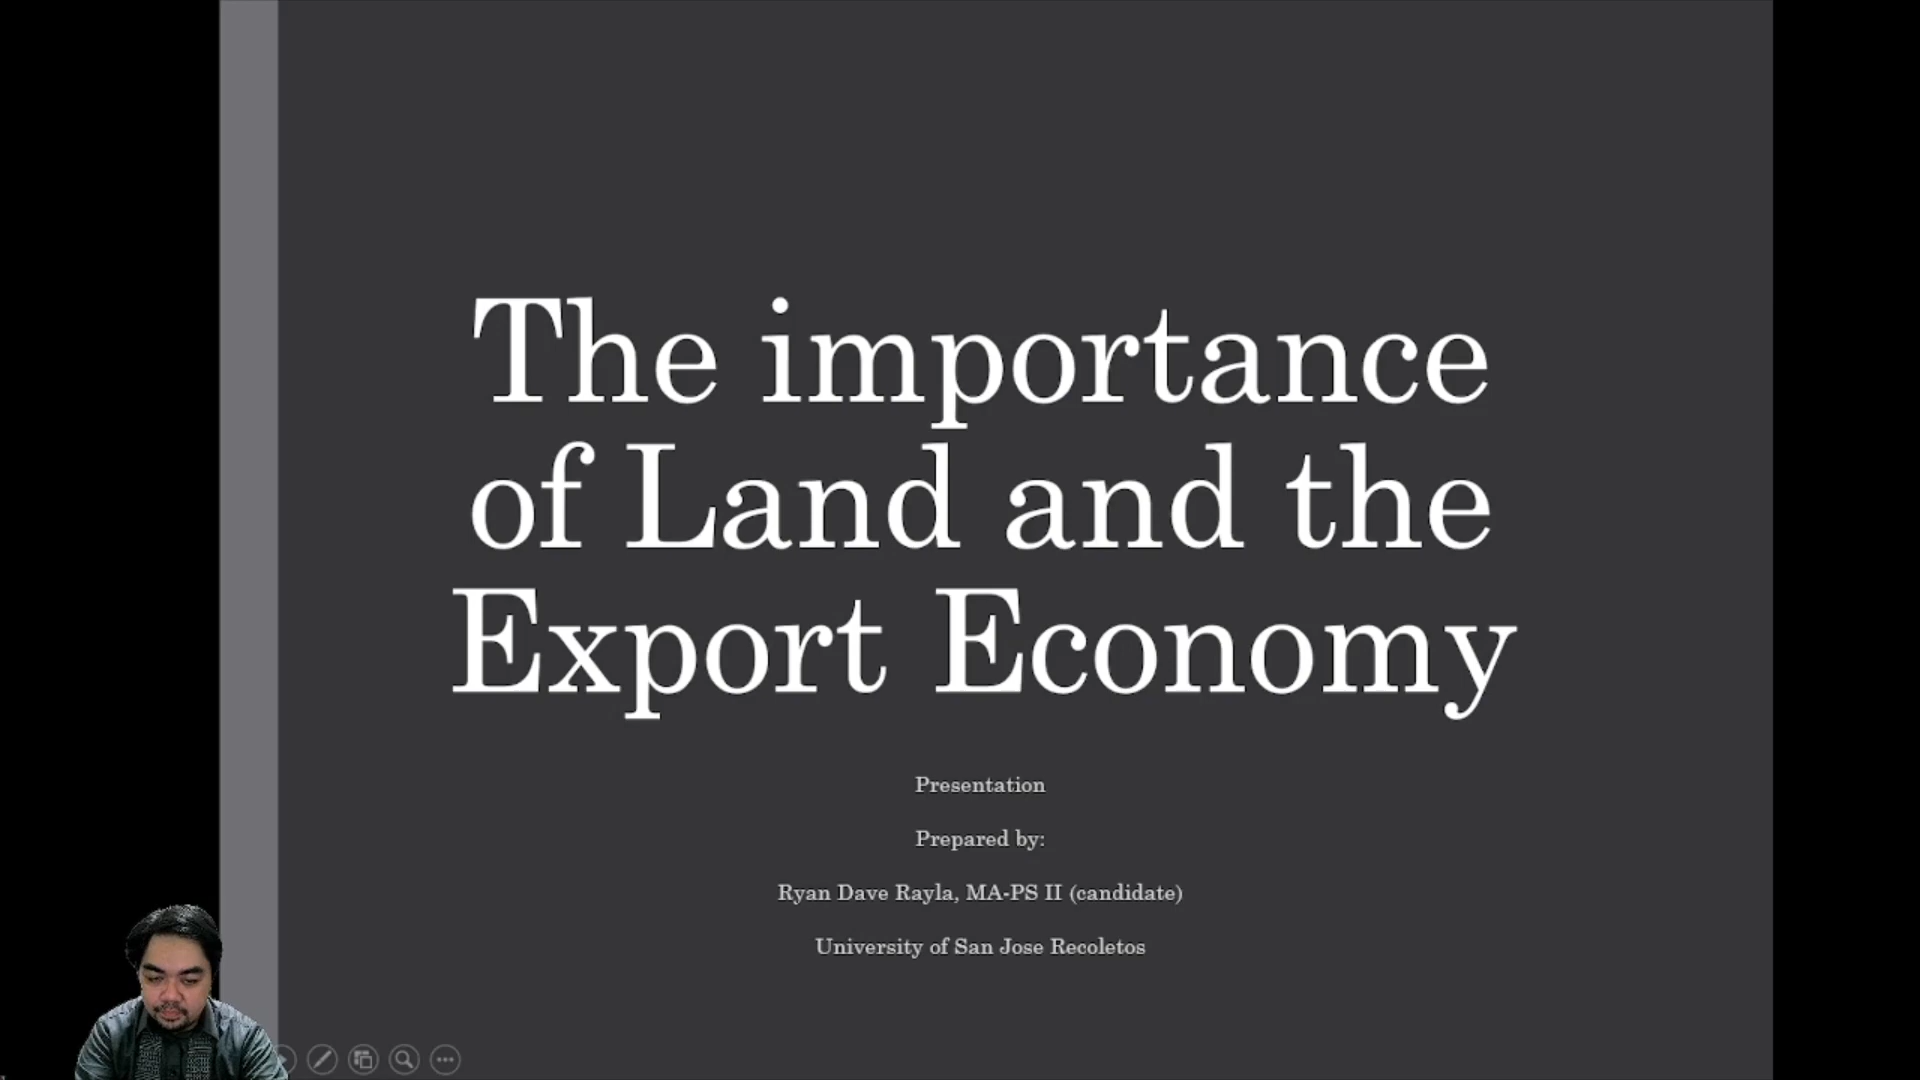 The importance
of Land and the
Export Economy
Presentation
Prepared by:
Ryan Dave Rayla, MA-PS II (candidate)
University of San Jose Recoletos